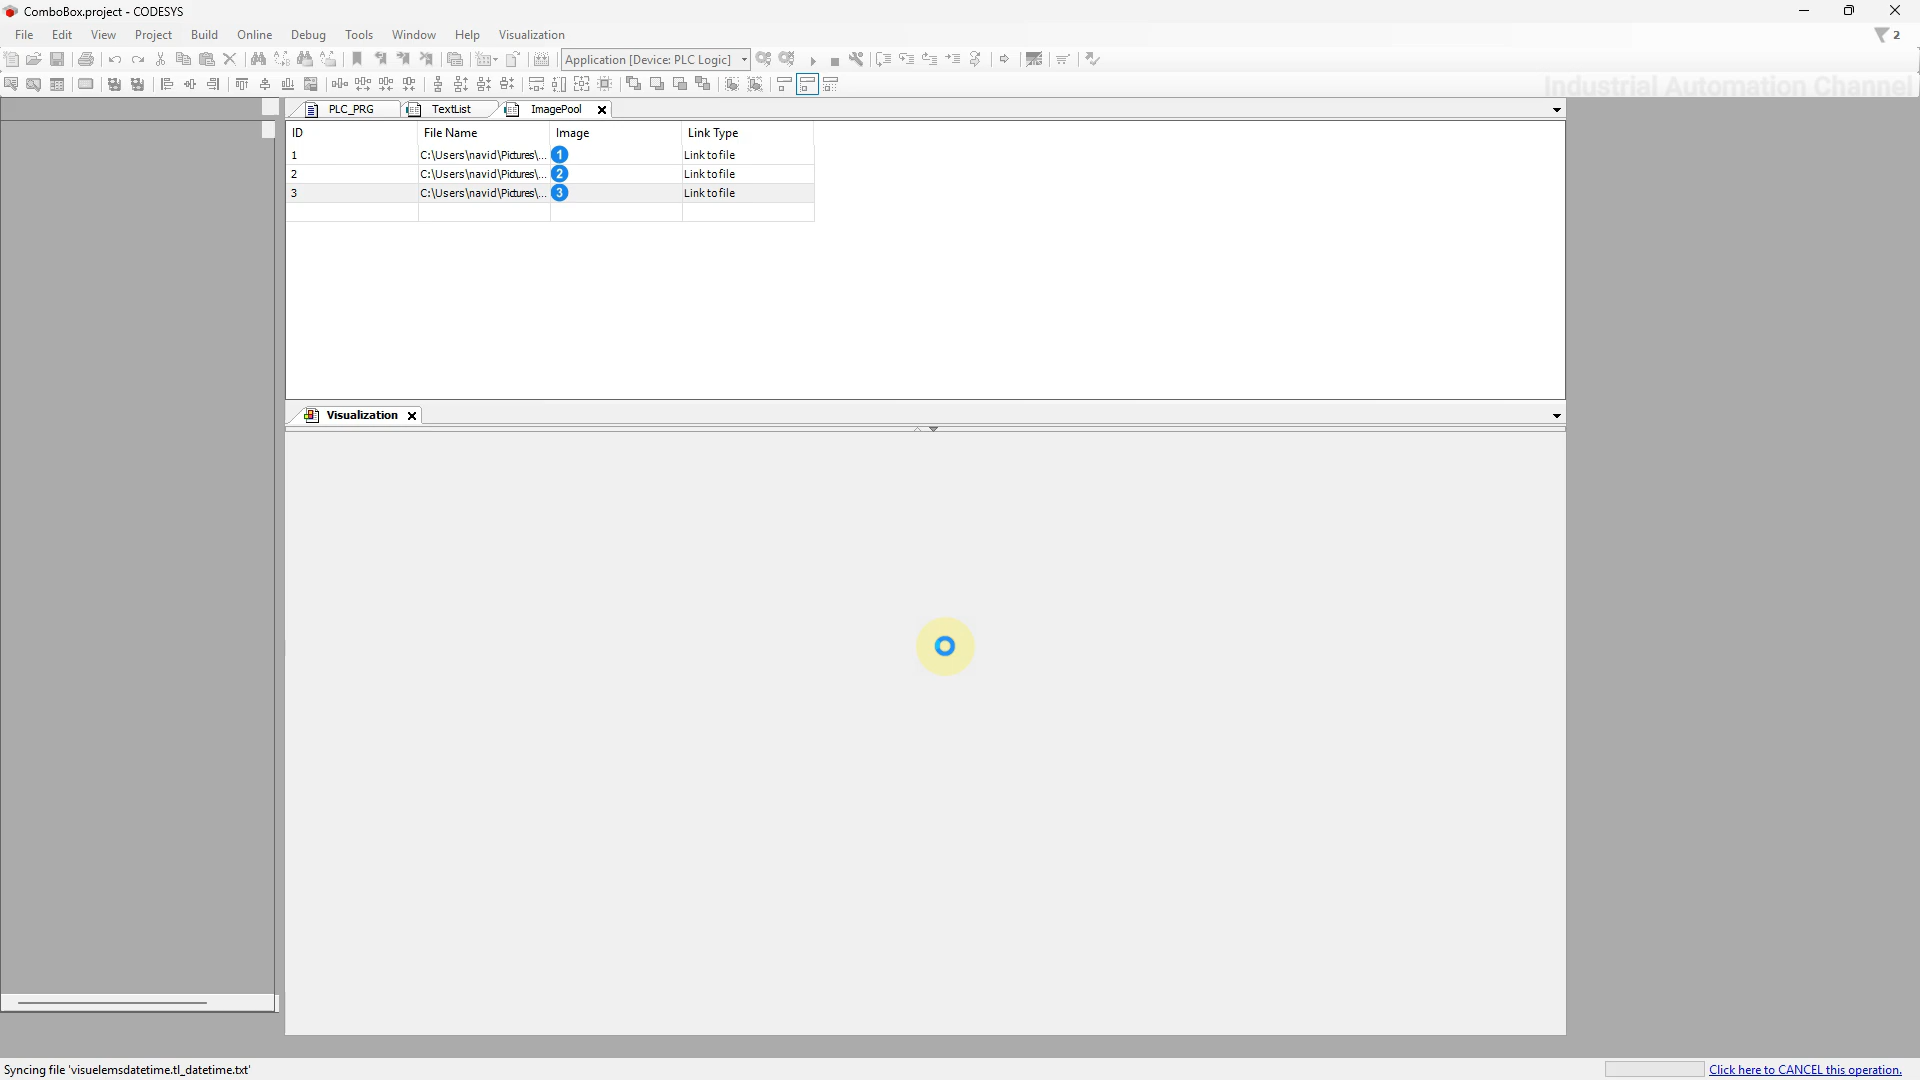 ComboBox.project - CODESYS
File Edit View Project Build Online Debug Tools Window Help Visualization
2
Application [Device: PLC Logic]
Industrial Automation Channel
PLC_PRG TextList ImagePool
ID File Name Image Link Type
1 C:\Users\navid\Pictures\... 1 Link to file
2 C:\Users\navid\Pictures\... 2 Link to file
3 C:\Users\navid\Pictures\... 3 Link to file
Visualization
Syncing file 'visuelemsdatetime.tl_datetime.txt' Click here to CANCEL this operation.